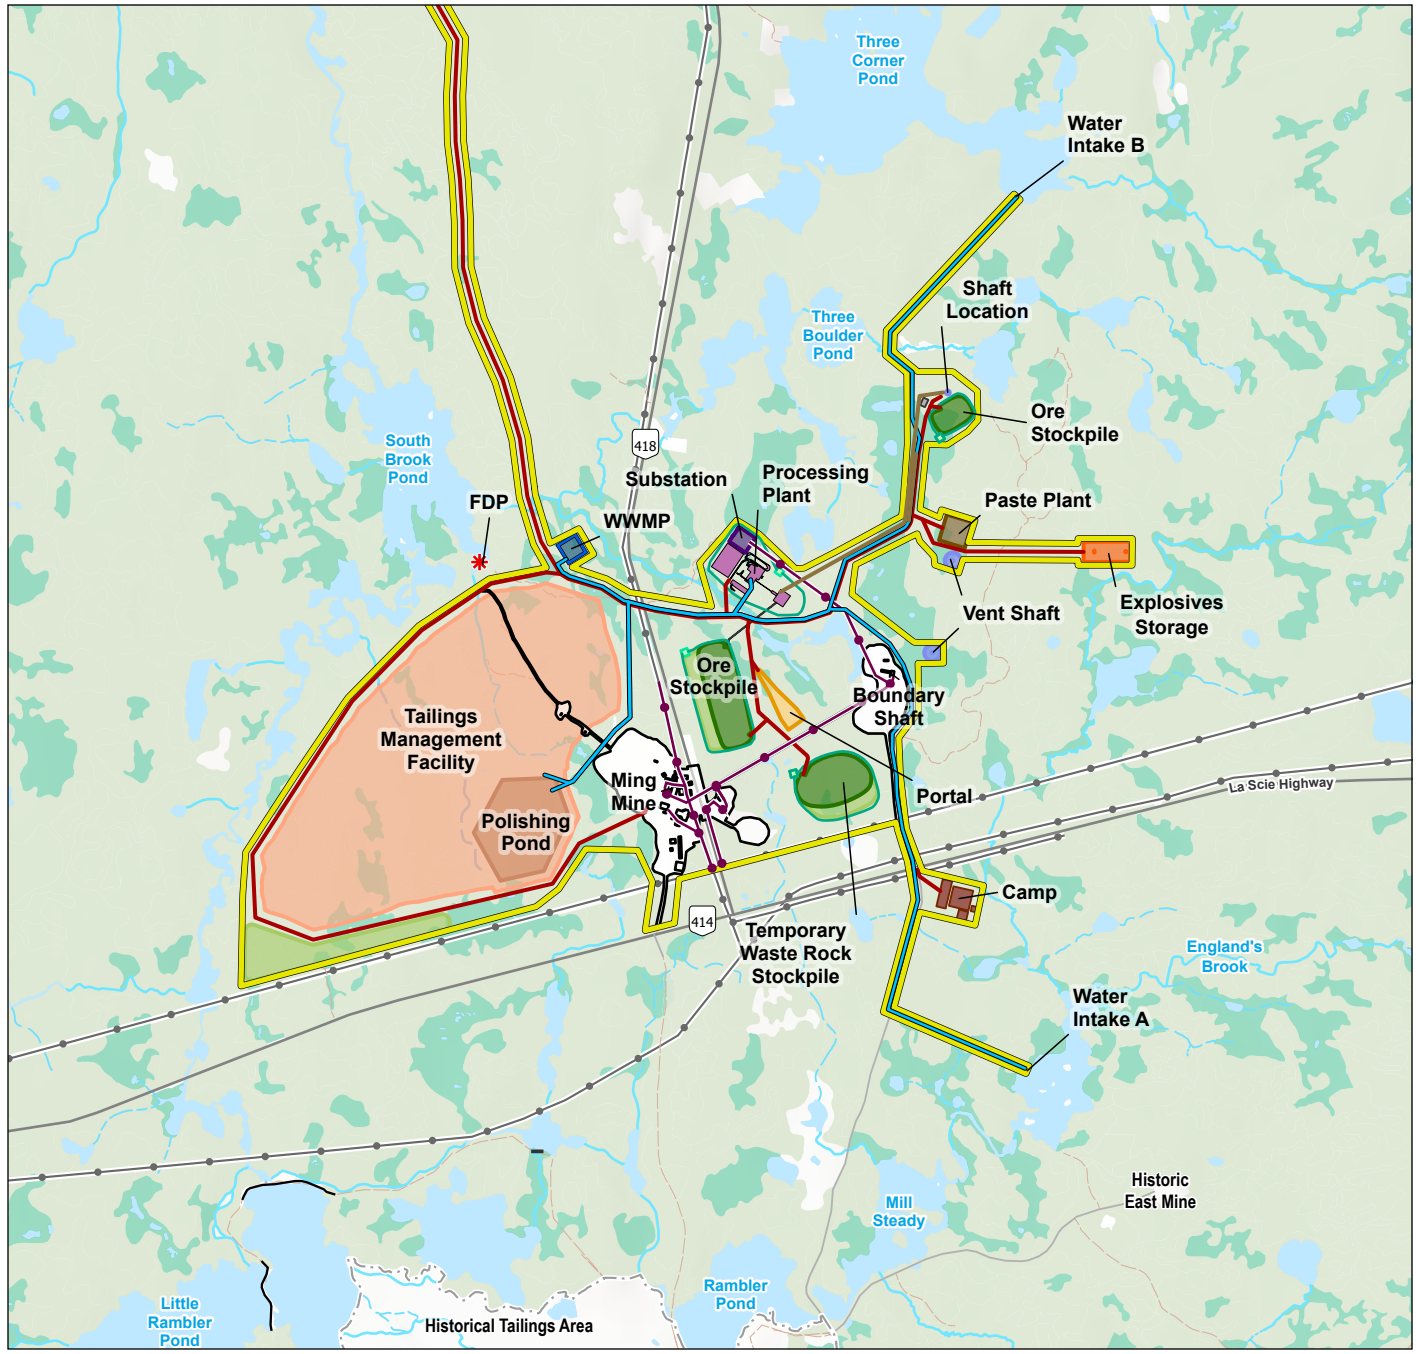 Three
Corner
Pond
Water
Intake B
Shaft
Location
Three
Boulder
Pond
Ore
Stockpile
418
South
Brook
Pond
Substation
Processing
Plant
FDP
WWMP
Paste Plant
Vent Shaft
Explosives
Storage
Ore
Stockpile
Boundary
Shaft
Tailings
Management
Facility
Ming
Mine
Portal
La Scie Highway
Polishing
Pond
Camp
414
Temporary
Waste Rock
Stockpile
England's
Brook
Water
Intake A
Historic
East Mine
Mill
Steady
Rambler
Pond
Little
Rambler
Pond
Historical Tailings Area